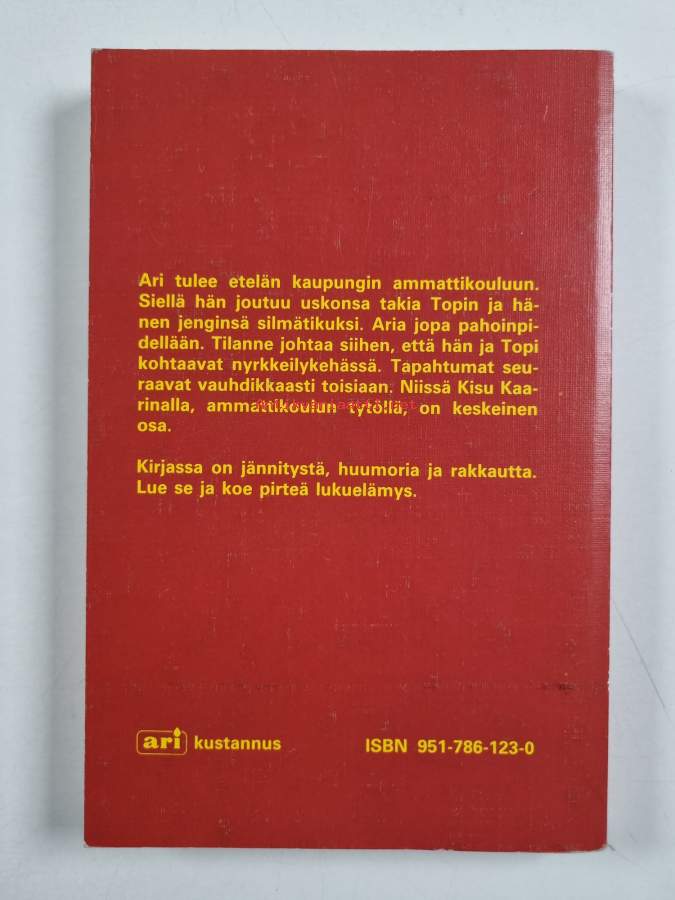 Ari tulee etelän kaupungin ammattikouluun.
Siellä hän joutuu uskonsa takia Topin ja hä-
nen jenginsä silmätikuksi. Aria jopa pahoinpi-
dellään. Tilanne johtaa siihen, että hän ja Topi
kohtaavat nyrkkeilykehässä. Tapahtumat seu-
raavat vauhdikkaasti toisiaan. Niissä Kisu Kaa-
rinalla, ammattikoulun tytöllä, on keskeinen
osa.
Kirjassa on jännitystä, huumoria ja rakkautta.
Lue se ja koe pirteä lukuelämys.
ari kustannus ISBN 951-786-123-0